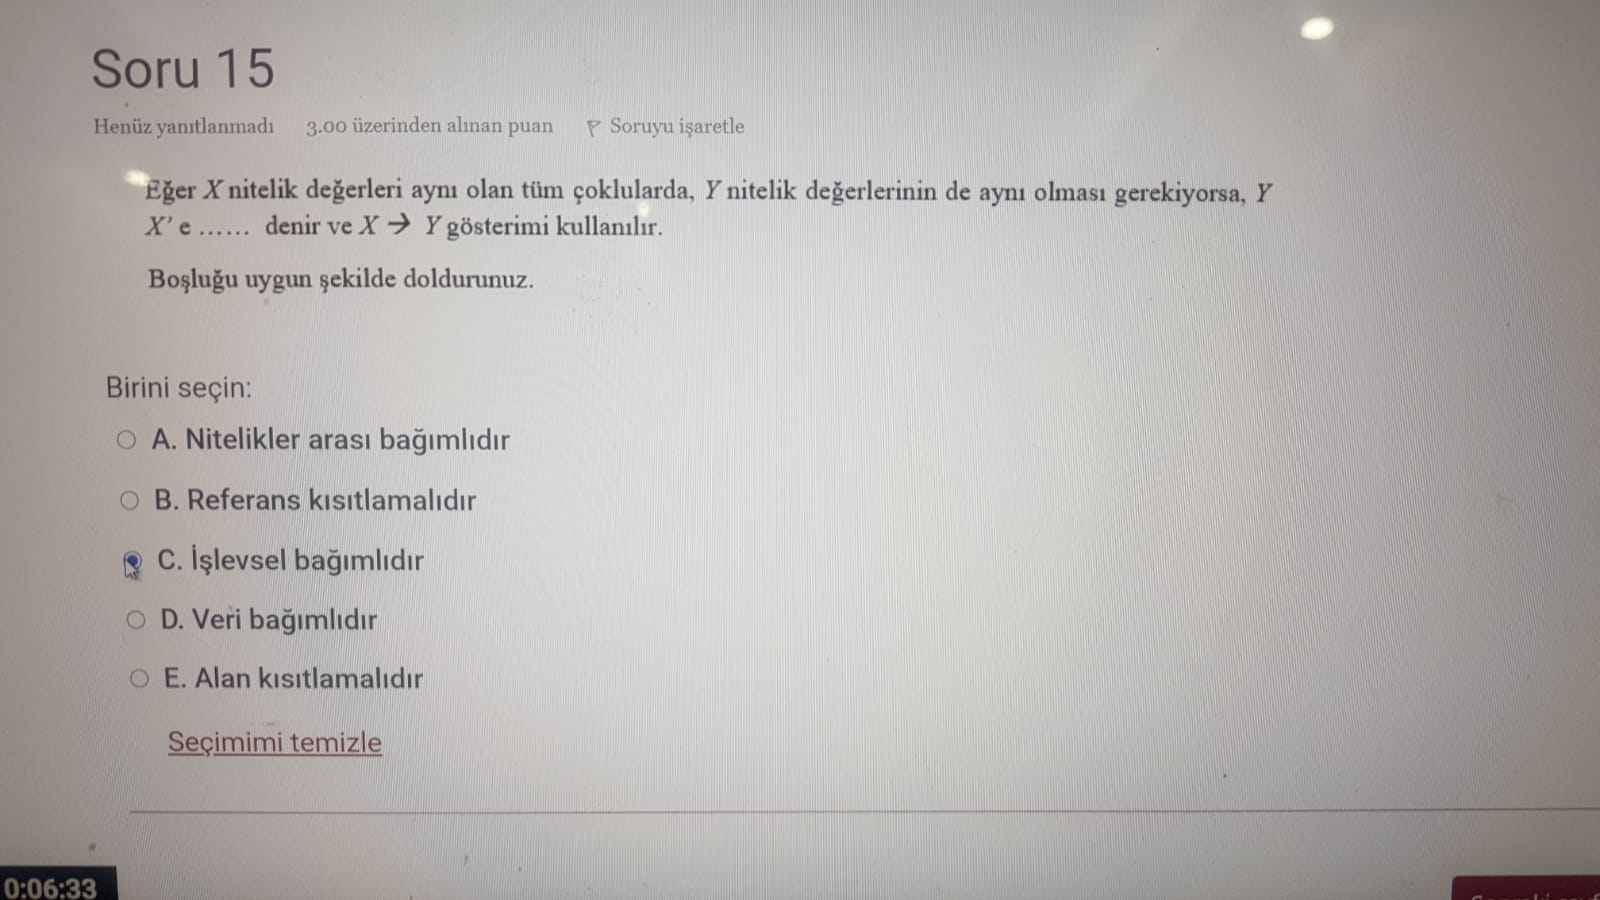 Soru 15
Henüz yanıtlanmadı 3.00 üzerinden alınan puan Soruyu işaretle
Eğer X nitelik değerleri aynı olan tüm çoklularda, Y nitelik değerlerinin de aynı olması gerekiyorsa, Y
X' e ...... denir ve X → Y gösterimi kullanılır.
Boşluğu uygun şekilde doldurunuz.
Birini seçin:
A. Nitelikler arası bağımlıdır
B. Referans kısıtlamalıdır
C. İşlevsel bağımlıdır
D. Veri bağımlıdır
E. Alan kısıtlamalıdır
Seçimimi temizle
0:06:33